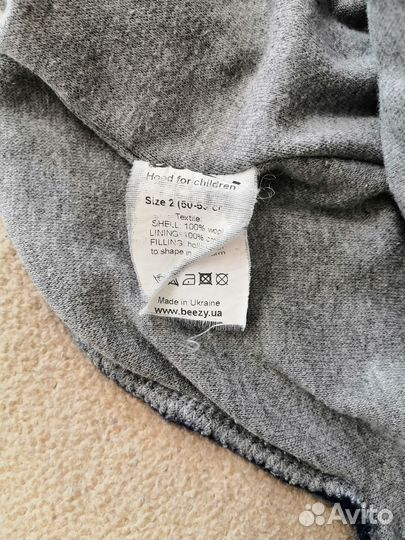 Hood for children
Size 2
Textile:
SHELL: 100% wool
LINING: 100%
FILLING:
to shape in
Made in Ukraine
www.beezy.ua
Avito